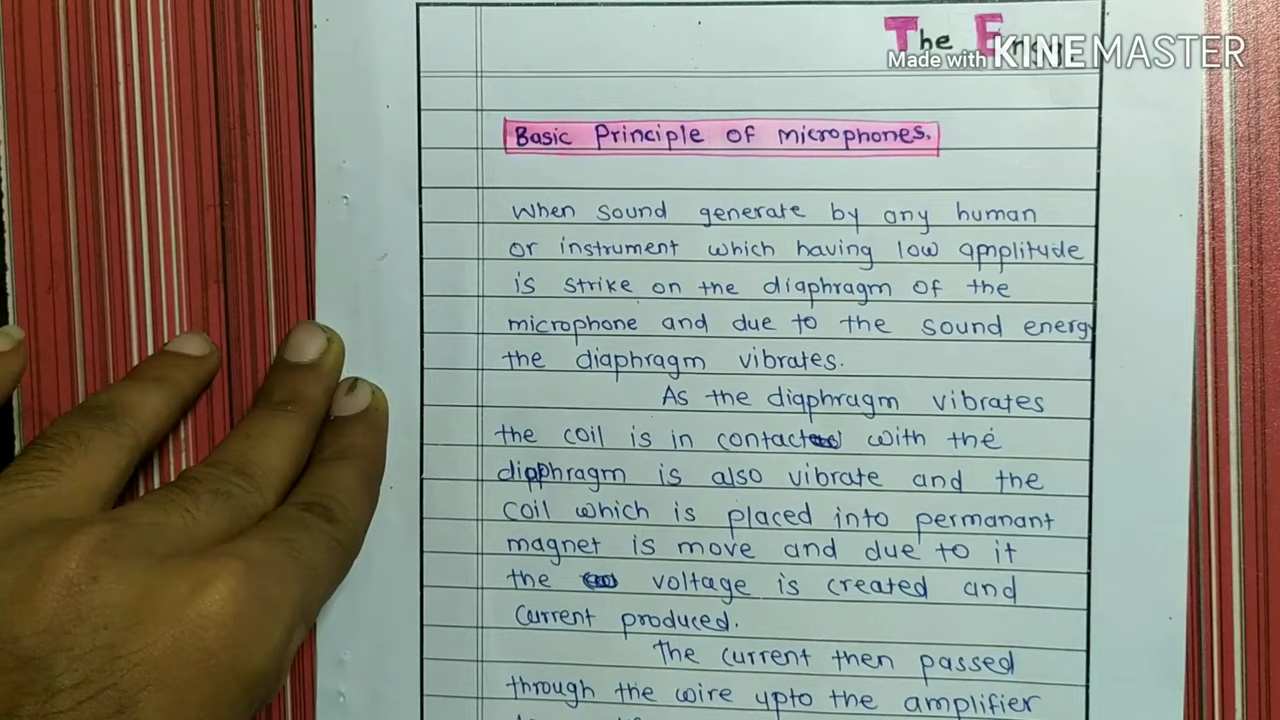 The
Made with KINEMASTER
Basic Principle of microphones.
When sound generate by any human
or instrument which having low amplitude
is strike on the diaphragm of the
microphone and due to the sound energy
the diaphragm vibrates.
As the diaphragm vibrates
the coil is in contact with the
diaphragm is also vibrate and the
coil which is placed into permanant
magnet is move and due to it
the voltage is created and
current produced.
The current then passed
through the wire upto the amplifier